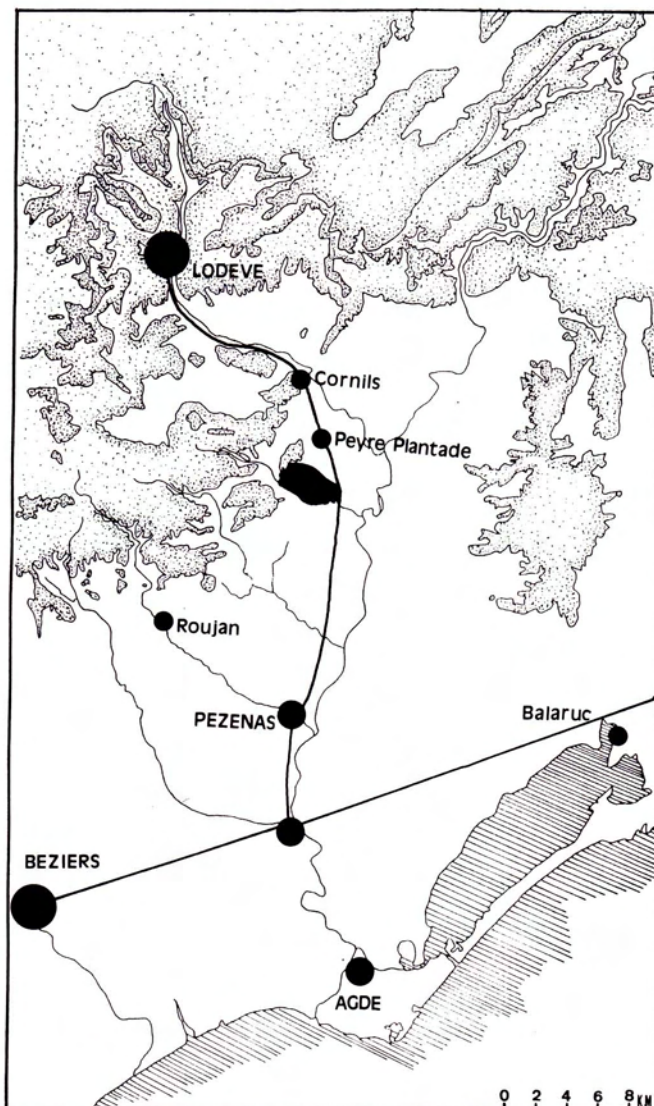 LODEVE
Cornils
Peyre Plantade
Roujan
PEZENAS
Balaruc
BEZIERS
AGDE
0 2 4 6 8 KM